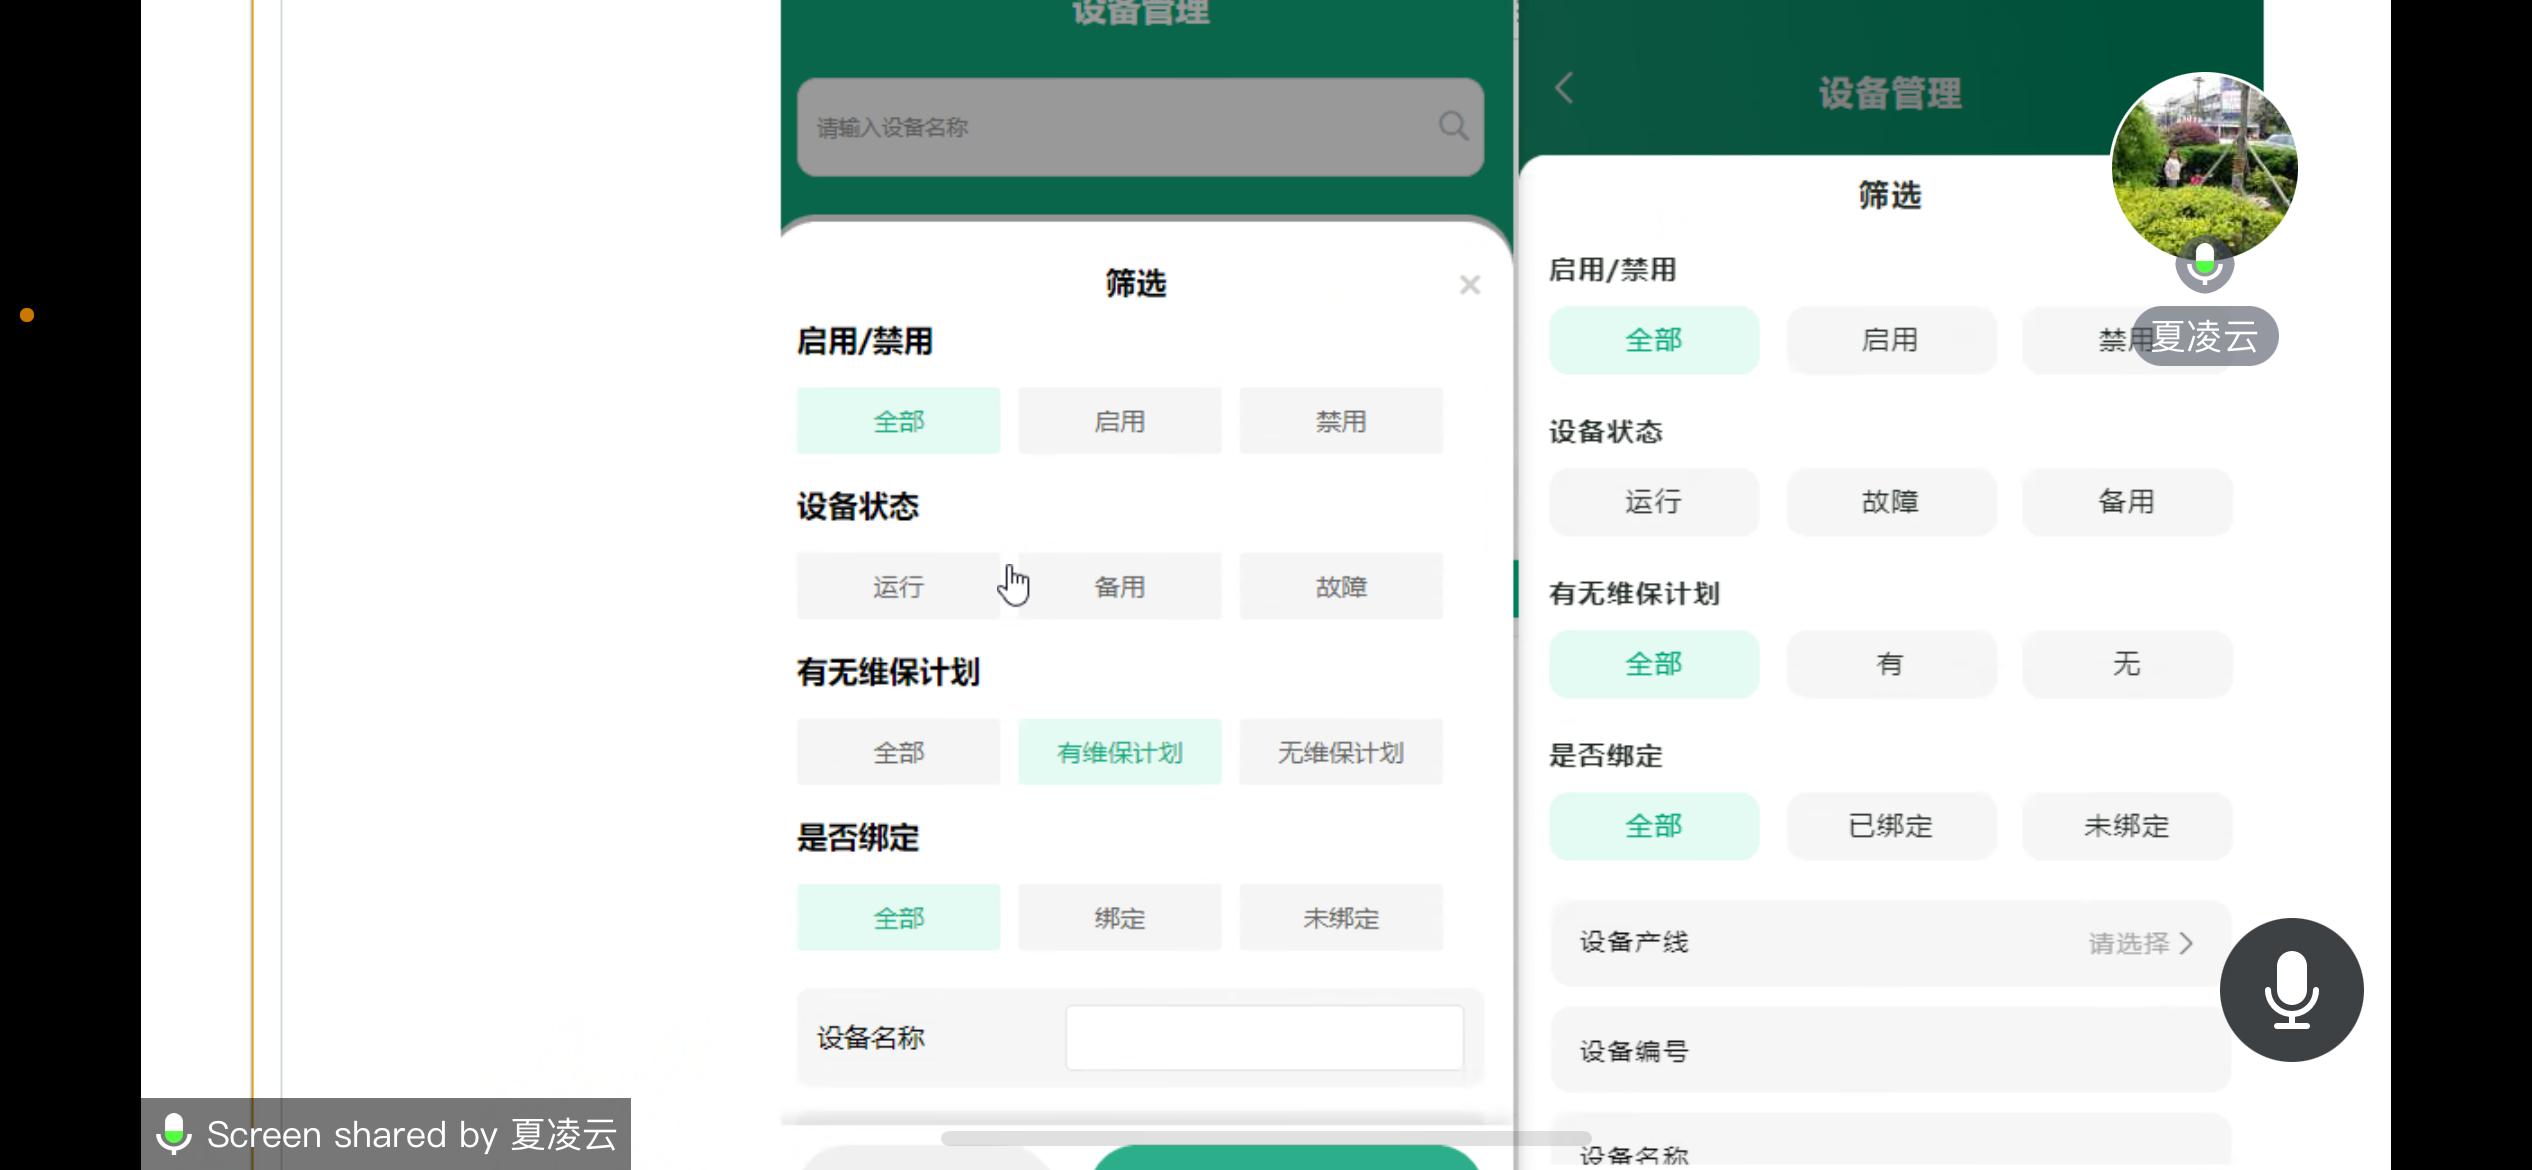 设备管理
请输入设备名称
筛选
启用/禁用
全部 启用 禁用
设备状态
运行 备用 故障
有无维保计划
全部 有维保计划 无维保计划
是否绑定
全部 绑定 未绑定
设备名称
设备管理
筛选
启用/禁用
全部 启用 禁用
夏凌云
设备状态
运行 故障 备用
有无维保计划
全部 有 无
是否绑定
全部 已绑定 未绑定
设备产线 请选择
设备编号
设备名称
Screen shared by 夏凌云